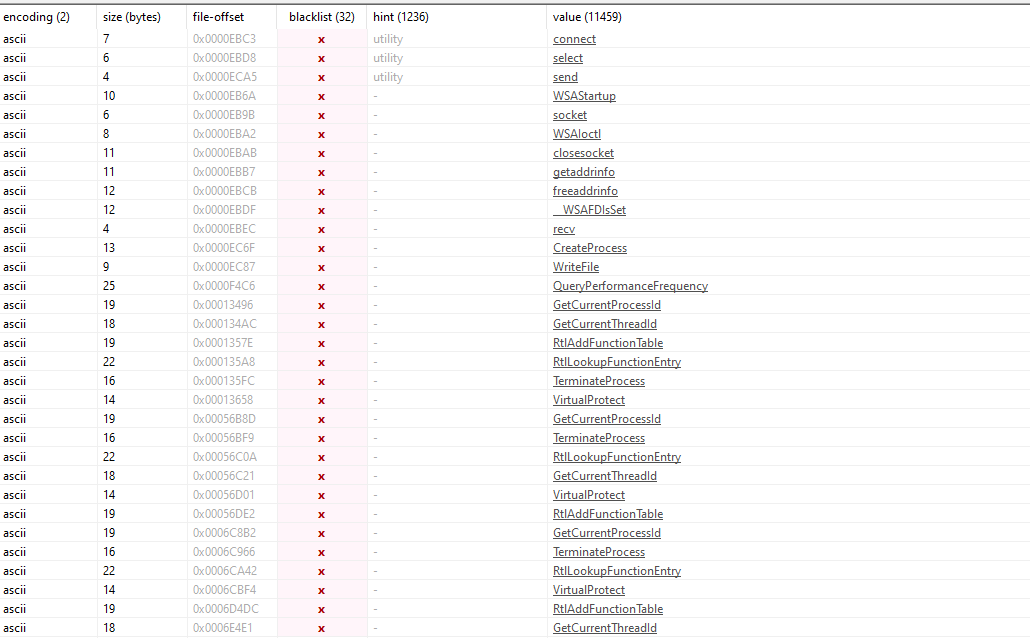 encoding (2) size (bytes) file-offset blacklist (32) hint (1236) value (11459)
ascii 7 0x0000EBC3 x utility connect
ascii 6 0x0000EBD8 x utility select
ascii 4 0x0000ECA5 x utility send
ascii 10 0x0000EB6A x - WSAStartup
ascii 6 0x0000EB9B x - socket
ascii 8 0x0000EBA2 x - WSAIoctl
ascii 11 0x0000EBAB x - closesocket
ascii 11 0x0000EBB7 x - getaddrinfo
ascii 12 0x0000EBCB x - freeaddrinfo
ascii 12 0x0000EBDF x - __WSAFDIsSet
ascii 4 0x0000EBEC x - recv
ascii 13 0x0000EC6F x - CreateProcess
ascii 9 0x0000EC87 x - WriteFile
ascii 25 0x0000F4C6 x - QueryPerformanceFrequency
ascii 19 0x00013496 x - GetCurrentProcessId
ascii 18 0x000134AC x - GetCurrentThreadId
ascii 19 0x0001357E x - RtlAddFunctionTable
ascii 22 0x000135A8 x - RtlLookupFunctionEntry
ascii 16 0x000135FC x - TerminateProcess
ascii 14 0x00013658 x - VirtualProtect
ascii 19 0x00056B8D x - GetCurrentProcessId
ascii 16 0x00056BF9 x - TerminateProcess
ascii 22 0x00056C0A x - RtlLookupFunctionEntry
ascii 18 0x00056C21 x - GetCurrentThreadId
ascii 14 0x00056D01 x - VirtualProtect
ascii 19 0x00056DE2 x - RtlAddFunctionTable
ascii 19 0x0006C8B2 x - GetCurrentProcessId
ascii 16 0x0006C966 x - TerminateProcess
ascii 22 0x0006CA42 x - RtlLookupFunctionEntry
ascii 14 0x0006CBF4 x - VirtualProtect
ascii 19 0x0006D4DC x - RtlAddFunctionTable
ascii 18 0x0006E4E1 x - GetCurrentThreadId